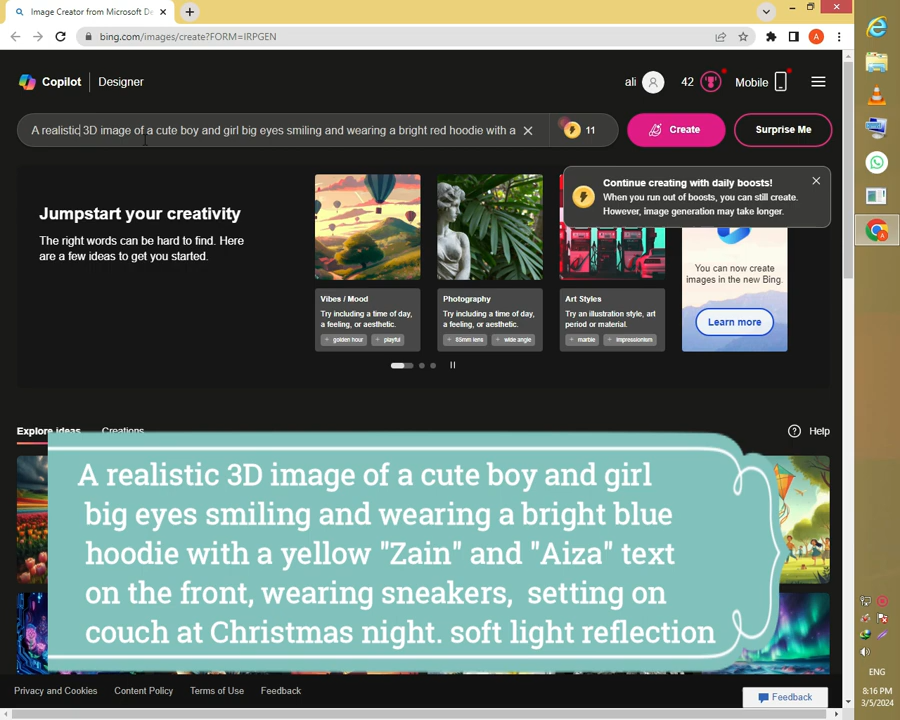 Image Creator from Microsoft De
bing.com/images/create?FORM=IRPGEN
A
Copilot
Designer
ali
42
Mobile
A realistic 3D image of a cute boy and girl big eyes smiling and wearing a bright red hoodie with a
11
Create
Surprise Me
Continue creating with daily boosts!
When you run out of boosts, you can still create.
However, image generation may take longer.
Jumpstart your creativity
The right words can be hard to find. Here
are a few ideas to get you started.
Vibes / Mood
Try including a time of day,
a feeling, or aesthetic.
+ golden hour
+ playful
Photography
Try including a time of day,
a feeling, or aesthetic.
+ 85mm lens
+ wide angle
Art Styles
Try an illustration style, art
period or material.
+ marble
+ impressionism
You can now create
images in the new Bing.
Learn more
Explore ideas
Creations
Help
A realistic 3D image of a cute boy and girl
big eyes smiling and wearing a bright blue
hoodie with a yellow "Zain" and "Aiza" text
on the front, wearing sneakers, setting on
couch at Christmas night. soft light reflection
Privacy and Cookies
Content Policy
Terms of Use
Feedback
Feedback
ENG
8:16 PM
3/5/2024